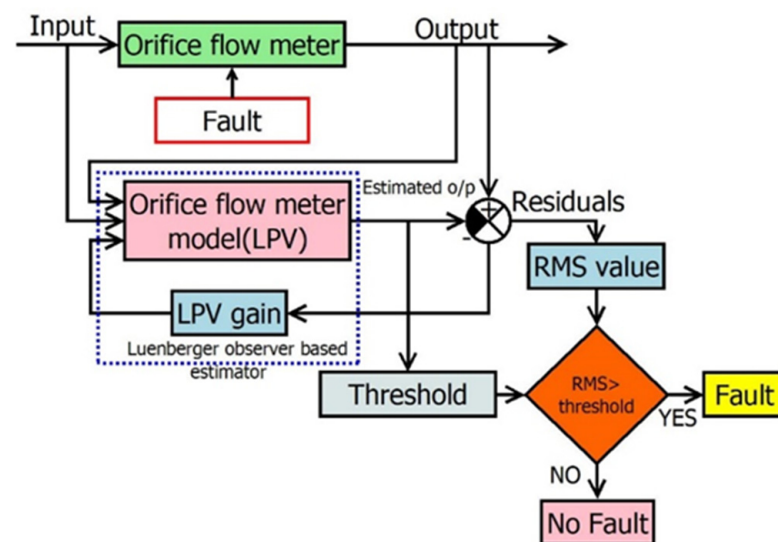 Input
Orifice flow meter
Output
Fault
Estimated o/p
Orifice flow meter
model(LPV)
+
-
Residuals
RMS value
LPV gain
Luenberger observer based
estimator
Threshold
RMS>
threshold
YES
Fault
NO
No Fault